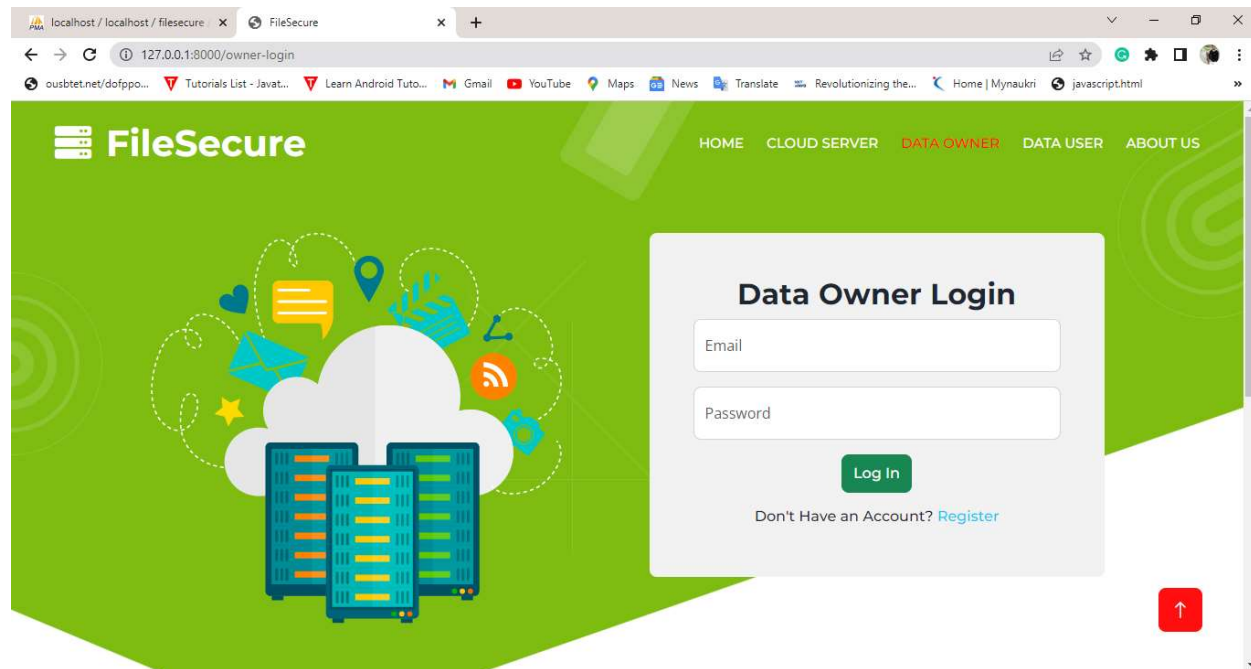 PMA localhost / localhost / filesecure / FileSecure
127.0.0.1:8000/owner-login
ousbtet.net/dofppo... Tutorials List - Javat... Learn Android Tuto... Gmail YouTube Maps News Translate Revolutionizing the... Home | Mynaukri javascript.html »
FileSecure
HOME CLOUD SERVER DATA OWNER DATA USER ABOUT US
Data Owner Login
Email
Password
Log In
Don't Have an Account? Register